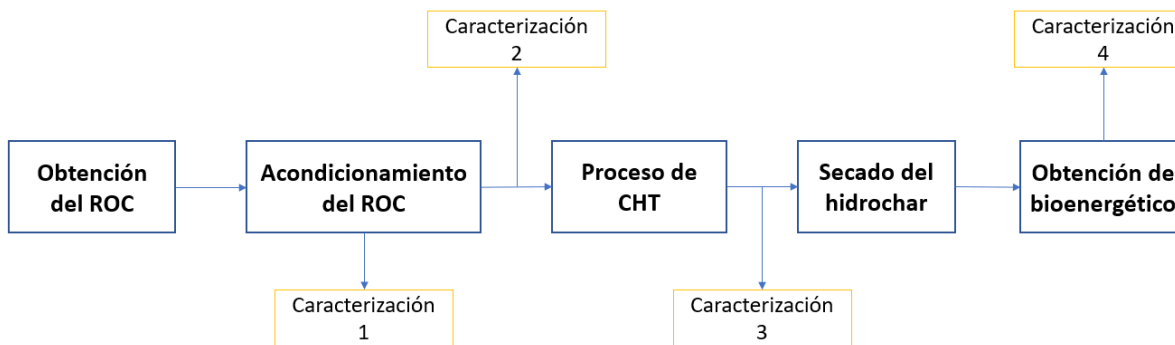 Caracterización
2
Caracterización
4
Obtención
del ROC
Acondicionamiento
del ROC
Proceso de
CHT
Secado del
hidrochar
Obtención de
bioenergético
Caracterización
1
Caracterización
3